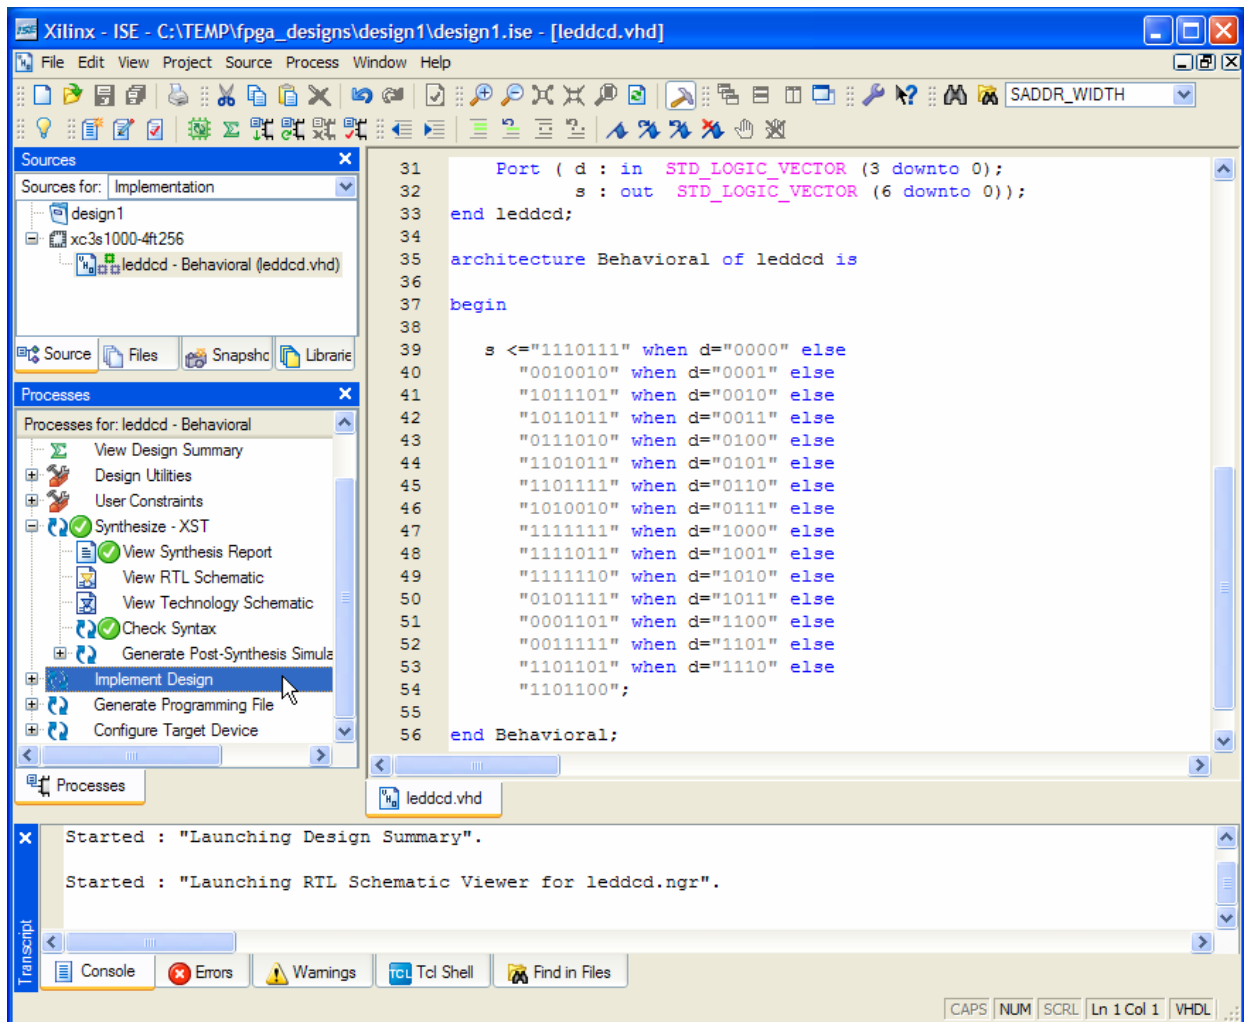 Xilinx - ISE - C:\TEMP\fpga_designs\design1\design1.ise - [leddcd.vhd]
File Edit View Project Source Process Window Help
SADDR_WIDTH
Sources
Sources for: Implementation
design1
xc3s1000-4ft256
leddcd - Behavioral (leddcd.vhd)
Source Files Snapshc Librarie
Processes
Processes for: leddcd - Behavioral
View Design Summary
Design Utilities
User Constraints
Synthesize - XST
View Synthesis Report
View RTL Schematic
View Technology Schematic
Check Syntax
Generate Post-Synthesis Simula
Implement Design
Generate Programming File
Configure Target Device
Processes
31 Port ( d : in STD_LOGIC_VECTOR (3 downto 0);
32 s : out STD_LOGIC_VECTOR (6 downto 0));
33 end leddcd;
34
35 architecture Behavioral of leddcd is
36
37 begin
38
39 s <="1110111" when d="0000" else
40 "0010010" when d="0001" else
41 "1011101" when d="0010" else
42 "1011011" when d="0011" else
43 "0111010" when d="0100" else
44 "1101011" when d="0101" else
45 "1101111" when d="0110" else
46 "1010010" when d="0111" else
47 "1111111" when d="1000" else
48 "1111011" when d="1001" else
49 "1111110" when d="1010" else
50 "0101111" when d="1011" else
51 "0001101" when d="1100" else
52 "0011111" when d="1101" else
53 "1101101" when d="1110" else
54 "1101100";
55
56 end Behavioral;
leddcd.vhd
Started : "Launching Design Summary".
Started : "Launching RTL Schematic Viewer for leddcd.ngr".
Transcript
Console Errors Warnings TCL Tcl Shell Find in Files
CAPS NUM SCRL Ln 1 Col 1 VHDL